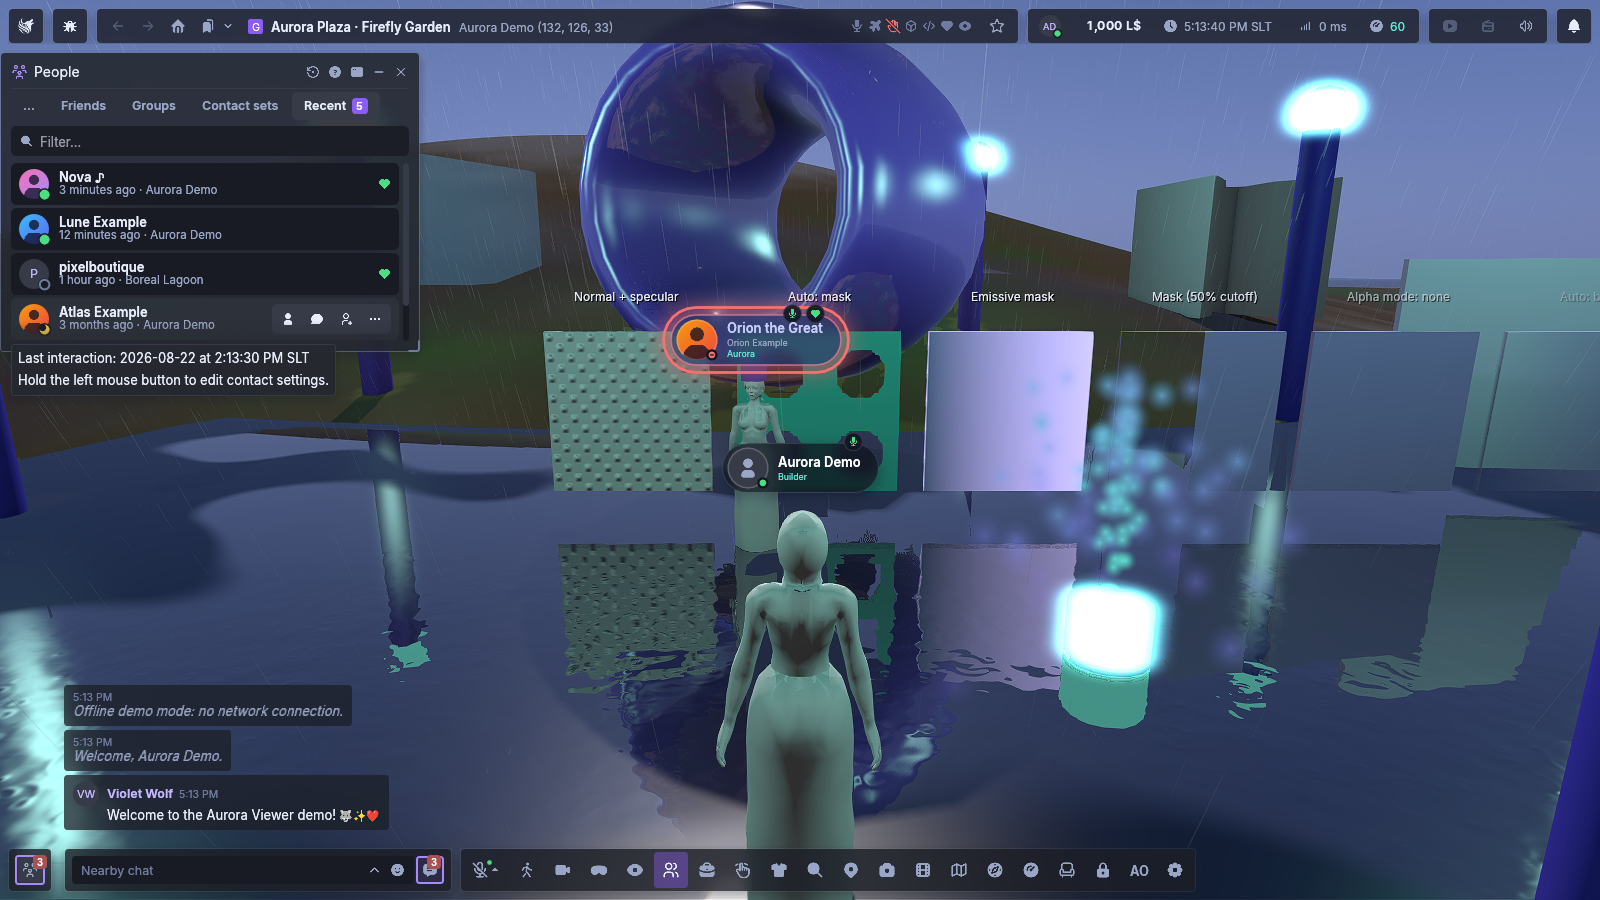 G Aurora Plaza · Firefly Garden Aurora Demo (132, 126, 33)
AD 1,000 L$ 5:13:40 PM SLT 0 ms 60
People
... Friends Groups Contact sets Recent 5
Filter...
Nova ♪
3 minutes ago · Aurora Demo
Lune Example
12 minutes ago · Aurora Demo
P pixelboutique
1 hour ago · Boreal Lagoon
Atlas Example
3 months ago · Aurora Demo
Last interaction: 2026-08-22 at 2:13:30 PM SLT
Hold the left mouse button to edit contact settings.
Normal + specular Auto: mask Emissive mask Mask (50% cutoff) Alpha mode: none Auto: b
Orion the Great
Orion Example
Aurora
Aurora Demo
Builder
5:13 PM
Offline demo mode: no network connection.
5:13 PM
Welcome, Aurora Demo.
VW Violet Wolf 5:13 PM
Welcome to the Aurora Viewer demo! 🐺✨❤️
3 Nearby chat 3 AO